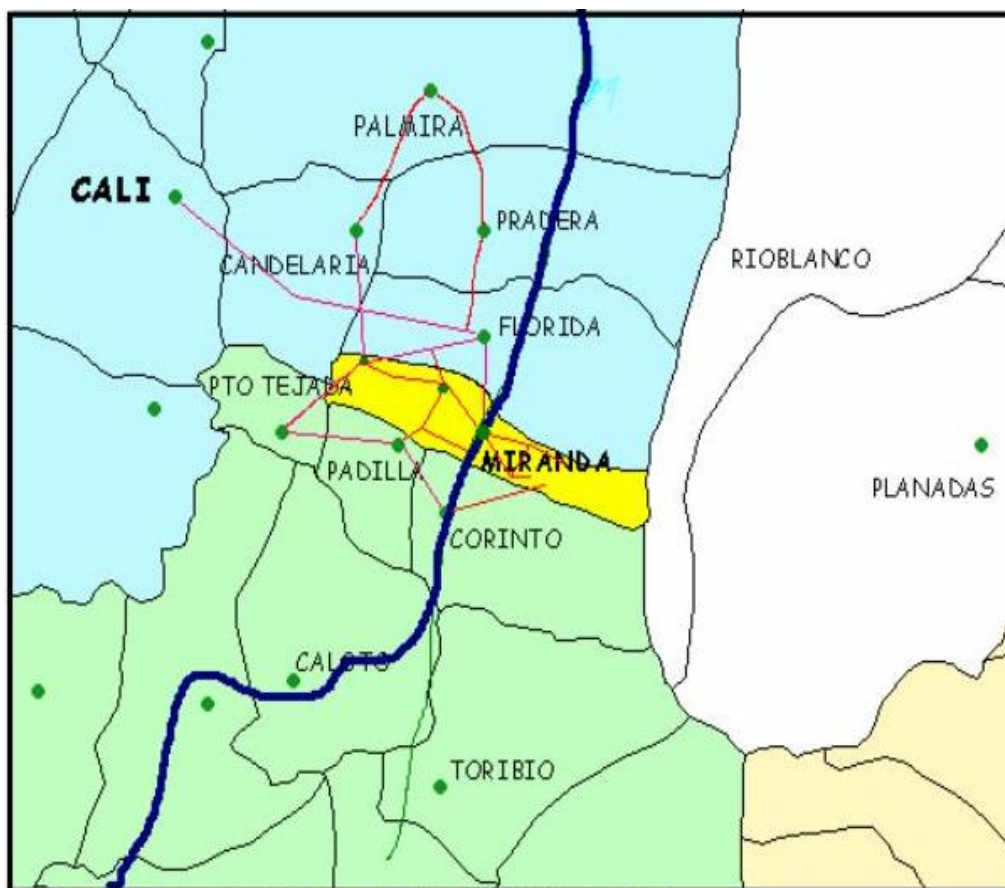 PALMIRA
CALI
PRADERA
CANDELARIA
RIOBLANCO
FLORIDA
PTO TEJADA
PADILLA
MIRANDA
PLANADAS
CORINTO
CALOTO
TORIBIO